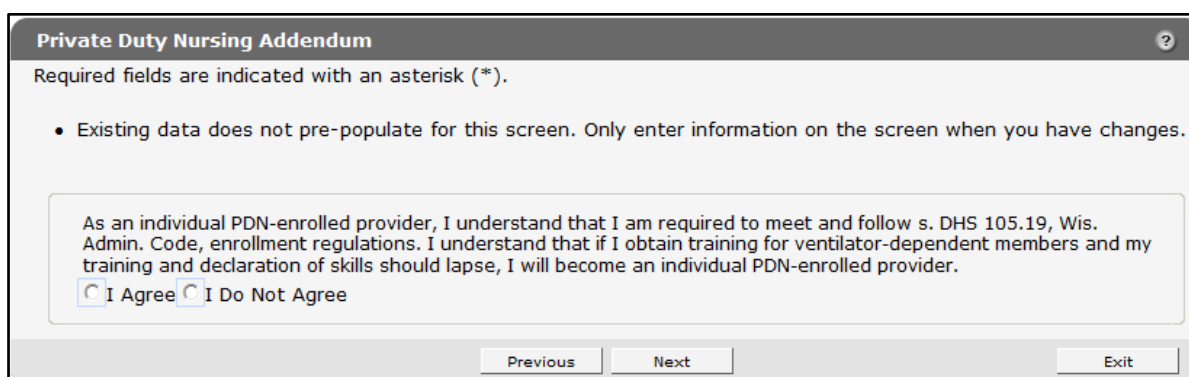 Private Duty Nursing Addendum
?
Required fields are indicated with an asterisk (*).
• Existing data does not pre-populate for this screen. Only enter information on the screen when you have changes.
As an individual PDN-enrolled provider, I understand that I am required to meet and follow s. DHS 105.19, Wis.
Admin. Code, enrollment regulations. I understand that if I obtain training for ventilator-dependent members and my
training and declaration of skills should lapse, I will become an individual PDN-enrolled provider.
I Agree I Do Not Agree
Previous Next Exit